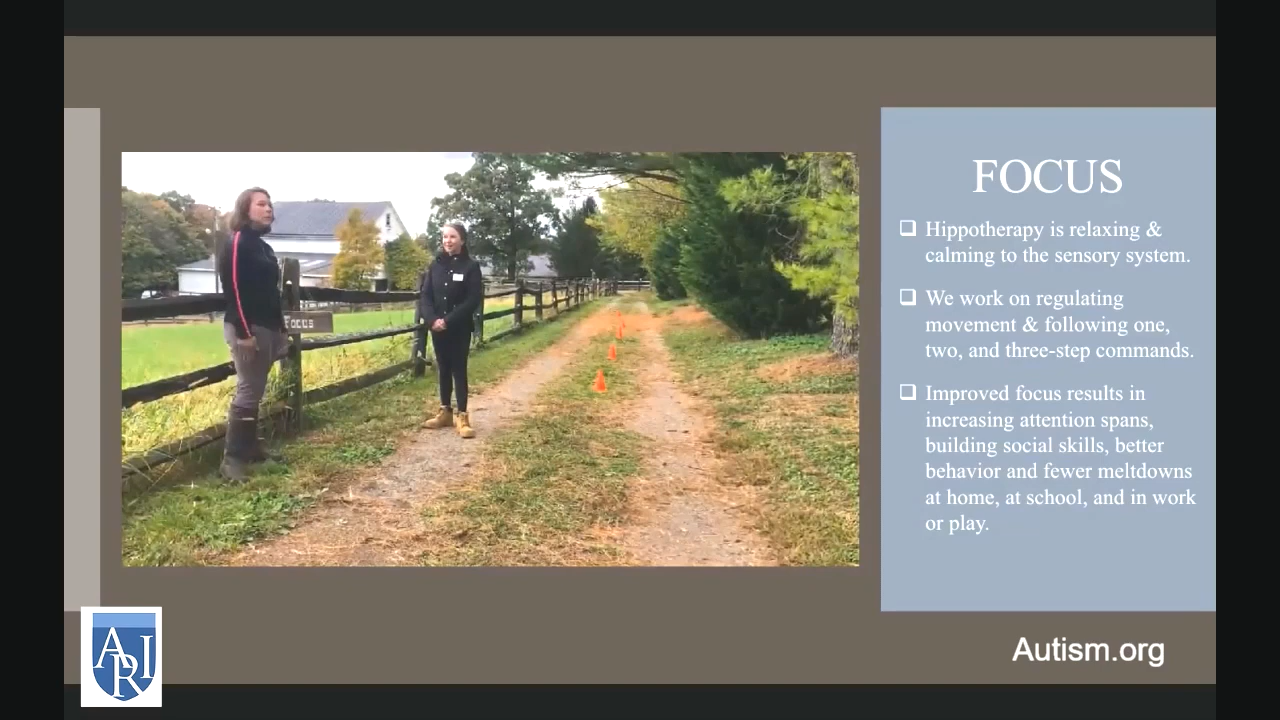 FOCUS
Hippotherapy is relaxing &
calming to the sensory system.
We work on regulating
movement & following one,
two, and three-step commands.
Improved focus results in
increasing attention spans,
building social skills, better
behavior and fewer meltdowns
at home, at school, and in work
or play.
FOCUS
ARI
Autism.org